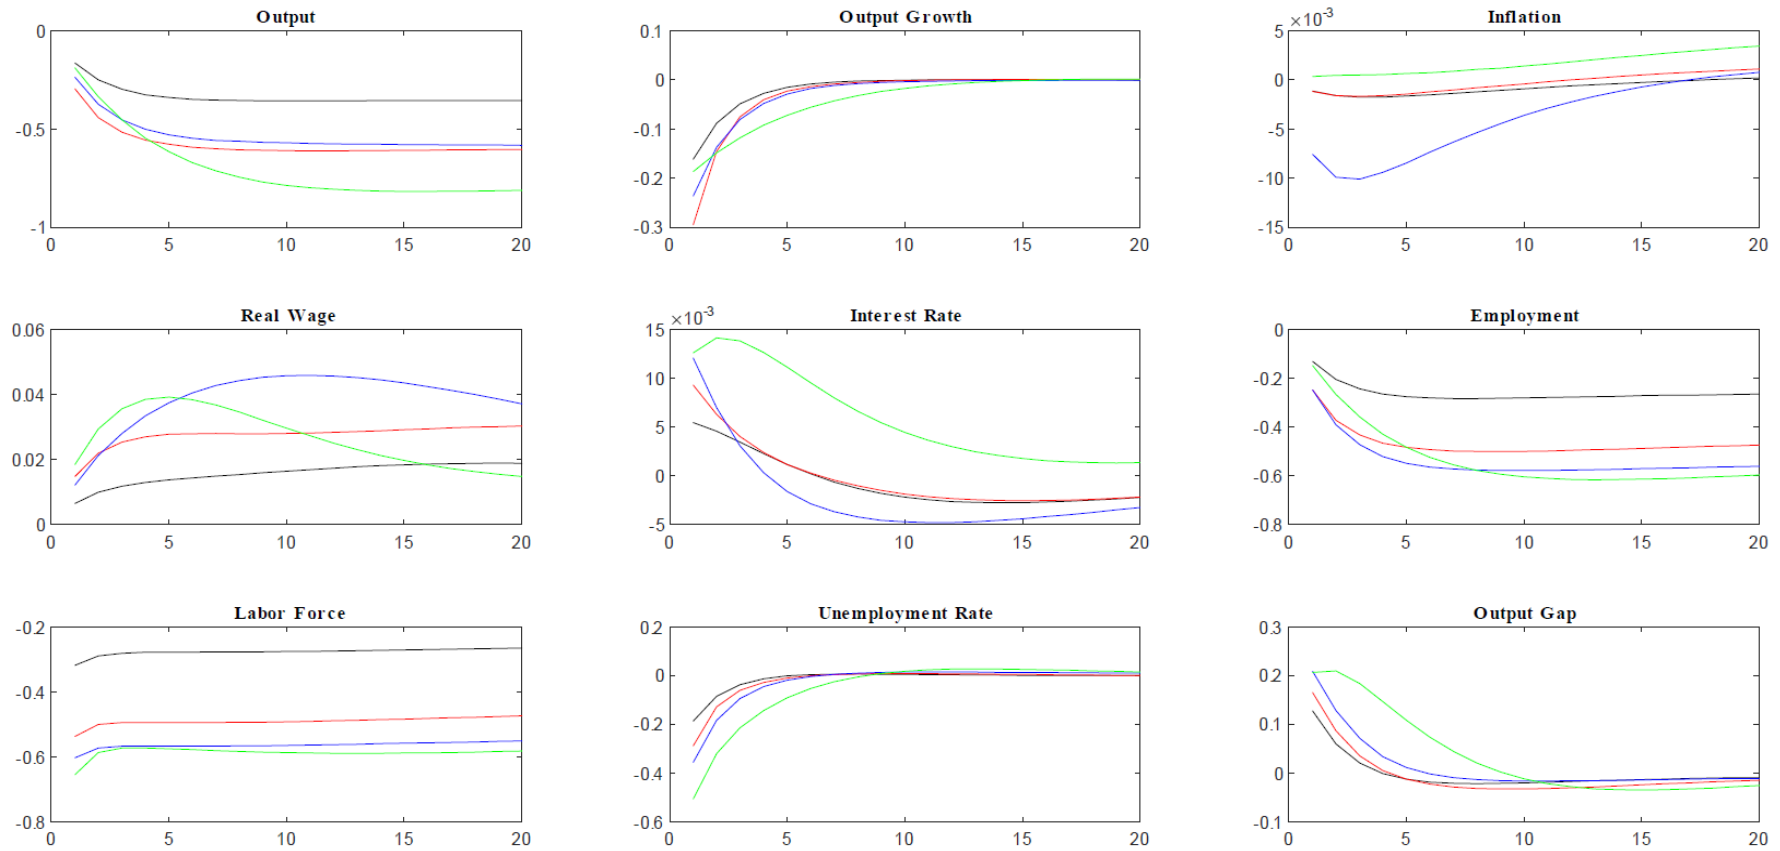 Output
0
-0.5
-1
0 5 10 15 20
Output Growth
0.1
0
-0.1
-0.2
-0.3
0 5 10 15 20
Inflation
×10-3
5
0
-5
-10
-15
0 5 10 15 20
Real Wage
0.06
0.04
0.02
0
0 5 10 15 20
Interest Rate
×10-3
15
10
5
0
-5
0 5 10 15 20
Employment
0
-0.2
-0.4
-0.6
-0.8
0 5 10 15 20
Labor Force
-0.2
-0.4
-0.6
-0.8
0 5 10 15 20
Unemployment Rate
0.2
0
-0.2
-0.4
-0.6
0 5 10 15 20
Output Gap
0.3
0.2
0.1
0
-0.1
0 5 10 15 20